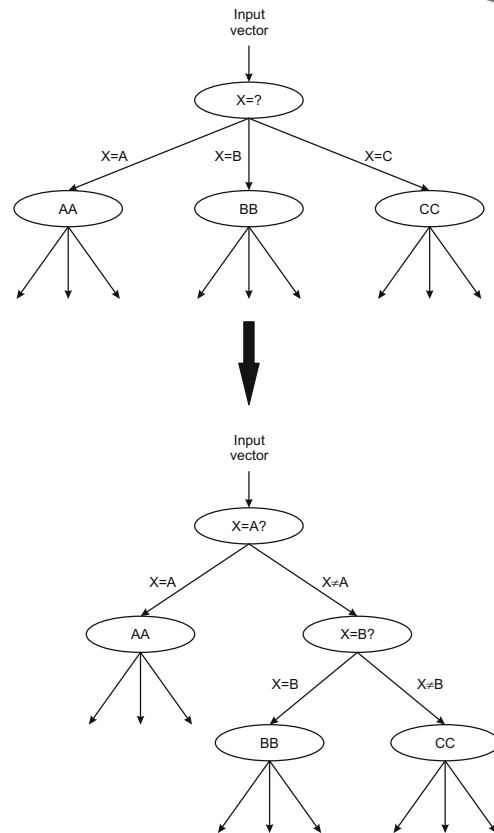 Input
vector
X=?
X=A
X=B
X=C
AA
BB
CC
Input
vector
X=A?
X=A
X≠A
AA
X=B?
X=B
X≠B
BB
CC